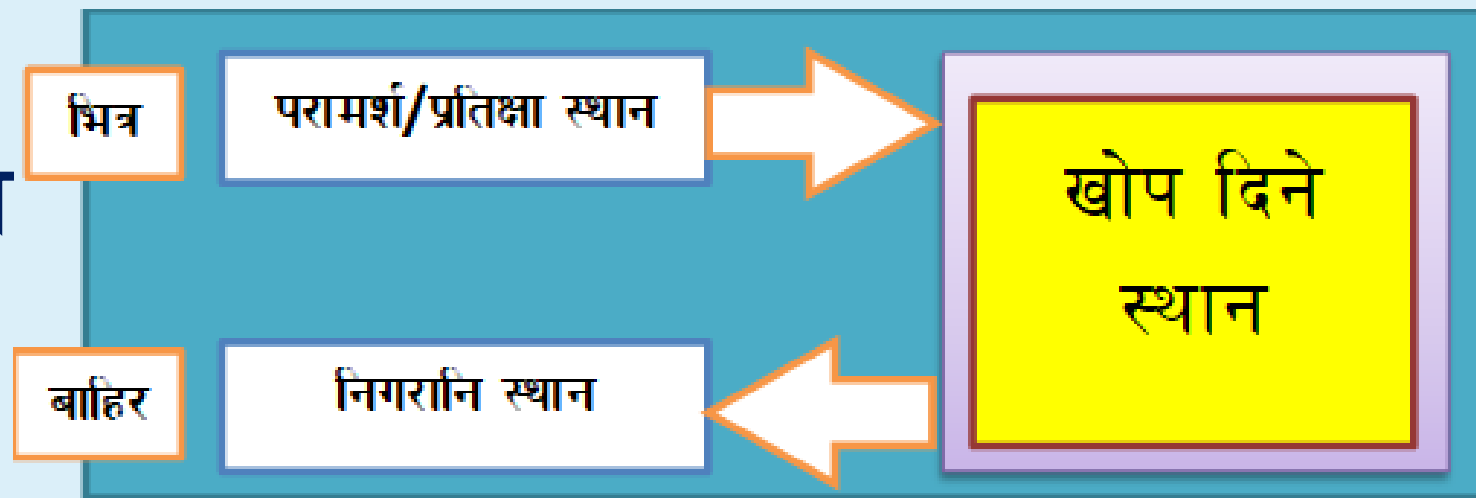 भित्र
परामर्श/प्रतिक्षा स्थान
खोप दिने
स्थान
बाहिर
निगरानि स्थान